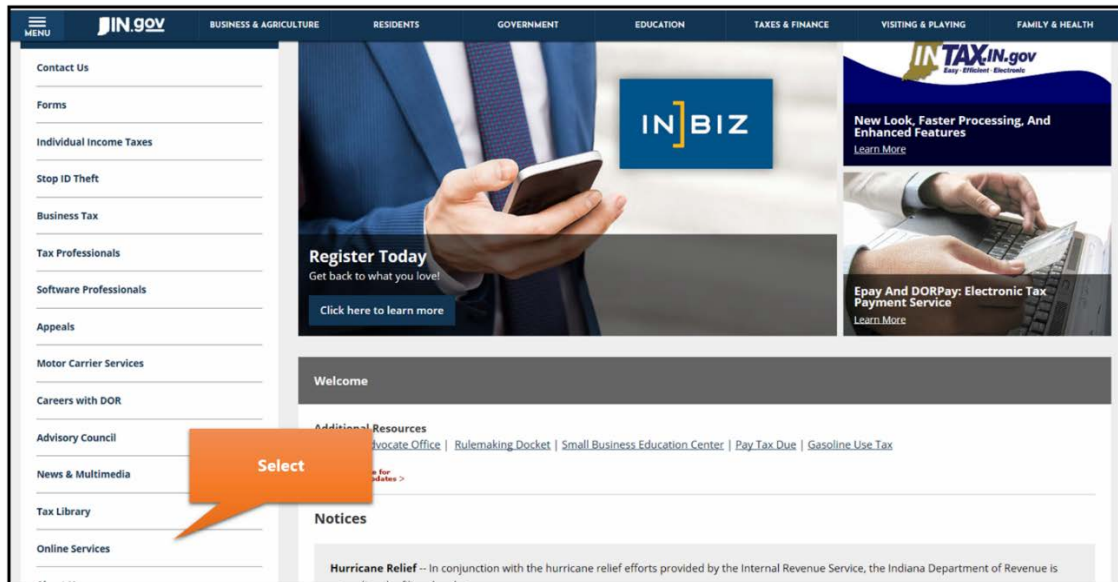 MENU
IN.gov
BUSINESS & AGRICULTURE
RESIDENTS
GOVERNMENT
EDUCATION
TAXES & FINANCE
VISITING & PLAYING
FAMILY & HEALTH
Contact Us
Forms
Individual Income Taxes
Stop ID Theft
Business Tax
Tax Professionals
Software Professionals
Appeals
Motor Carrier Services
Careers with DOR
Advisory Council
News & Multimedia
Tax Library
Online Services
Select
IN]BIZ
Register Today
Get back to what you love!
Click here to learn more
INTAX.IN.gov
Easy · Efficient · Electronic
New Look, Faster Processing, And
Enhanced Features
Learn More
Epay And DORPay: Electronic Tax
Payment Service
Learn More
Welcome
Additional Resources
Advocate Office | Rulemaking Docket | Small Business Education Center | Pay Tax Due | Gasoline Use Tax
for
updates >
Notices
Hurricane Relief -- In conjunction with the hurricane relief efforts provided by the Internal Revenue Service, the Indiana Department of Revenue is